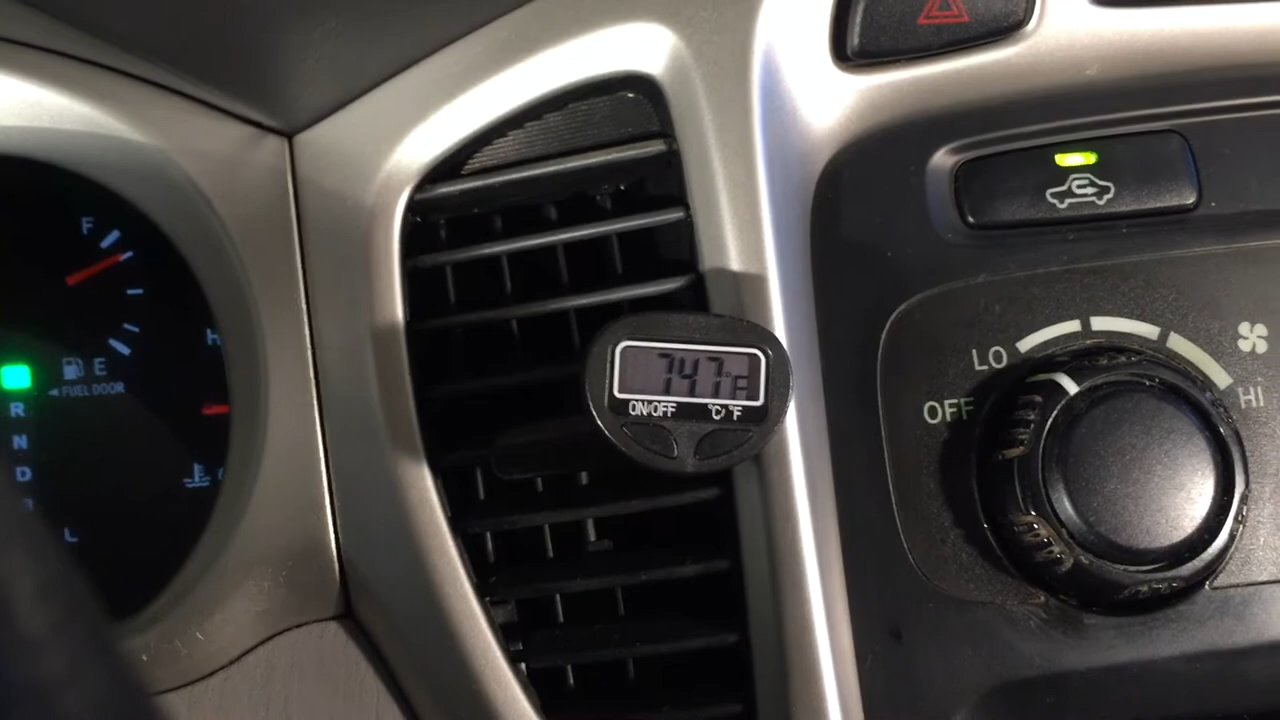 F
H
E
◄FUEL DOOR
R
N
D
L
74.7°F
ON/OFF °C/°F
LO
OFF
HI